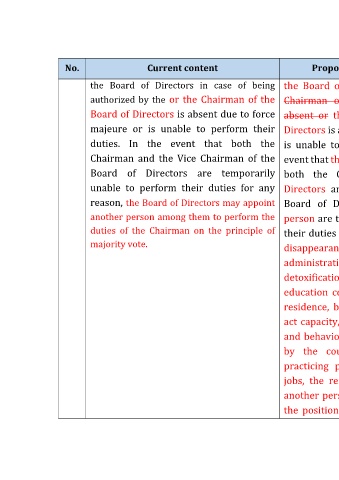 No. Current content Propo
the Board of Directors in case of being
authorized by the or the Chairman of the
Board of Directors is absent due to force
majeure or is unable to perform their
duties. In the event that both the
Chairman and the Vice Chairman of the
Board of Directors are temporarily
unable to perform their duties for any
reason, the Board of Directors may appoint
another person among them to perform the
duties of the Chairman on the principle of
majority vote.
the Board o
Chairman o
absent or t
Directors is a
is unable to
event that th
both the C
Directors an
Board of D
person are t
their duties
disappearan
administrati
detoxificatio
education ce
residence, b
act capacity,
and behavio
by the cou
practicing p
jobs, the re
another pers
the position